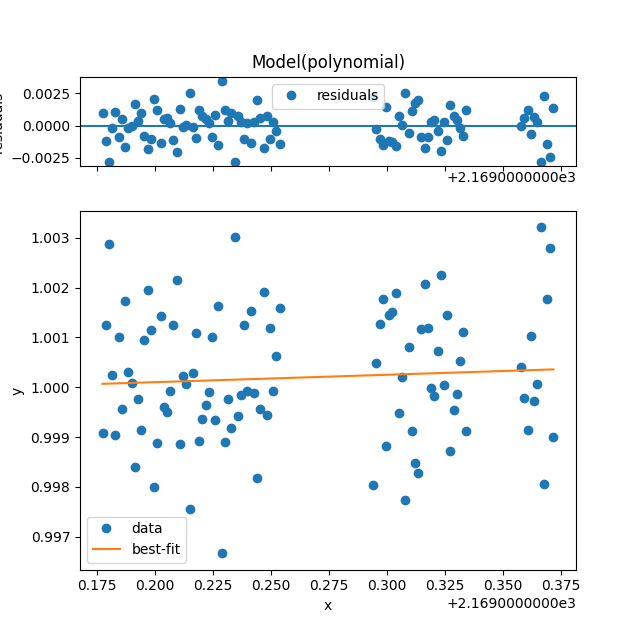 Model(polynomial)
residuals
0.0025
0.0000
−0.0025
residuals
+2.1690000000e3
1.003
1.002
1.001
1.000
0.999
0.998
0.997
y
data
best-fit
0.175 0.200 0.225 0.250 0.275 0.300 0.325 0.350 0.375
x
+2.1690000000e3